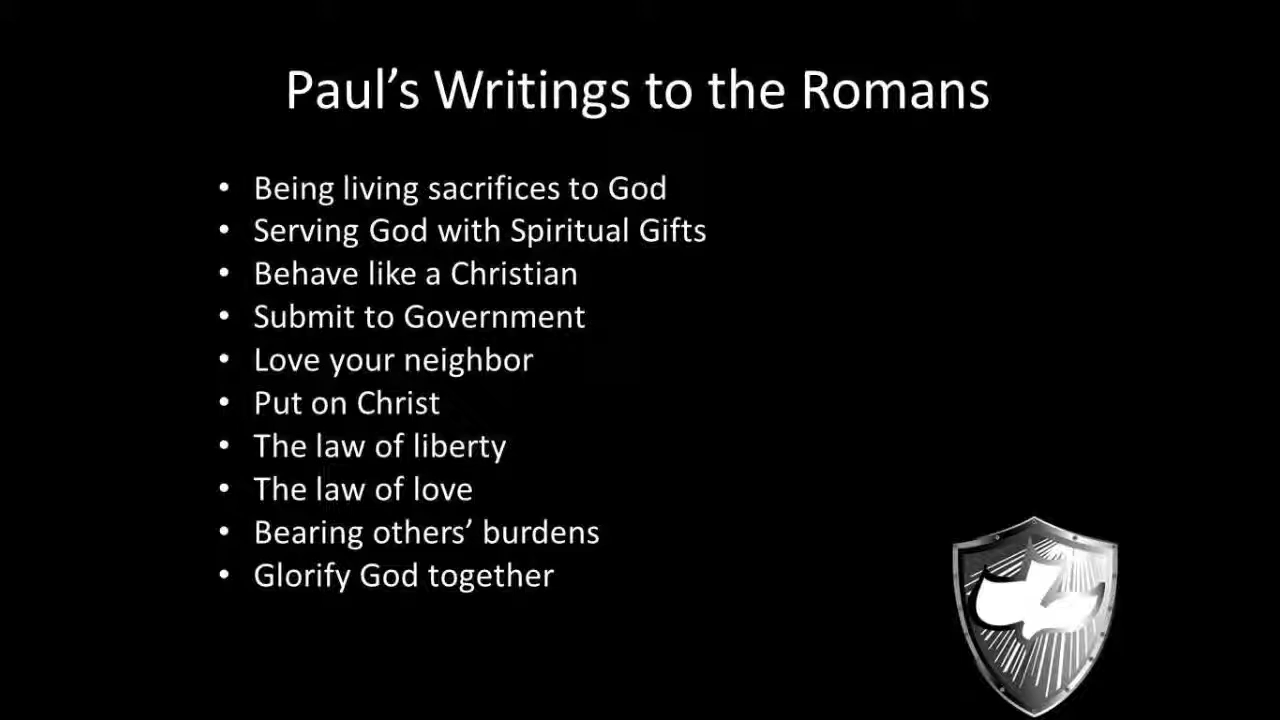 Paul’s Writings to the Romans
• Being living sacrifices to God
• Serving God with Spiritual Gifts
• Behave like a Christian
• Submit to Government
• Love your neighbor
• Put on Christ
• The law of liberty
• The law of love
• Bearing others’ burdens
• Glorify God together